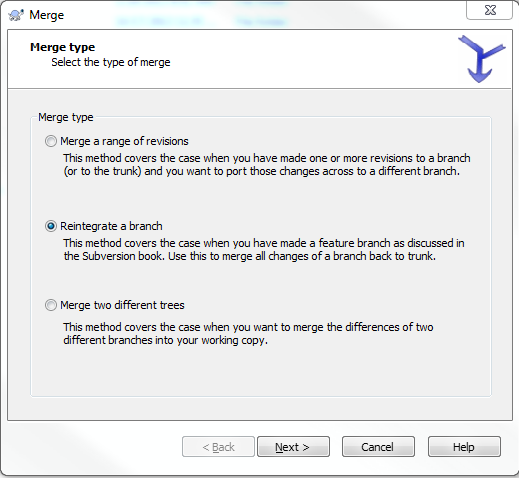 Merge
Merge type
Select the type of merge
Merge type
Merge a range of revisions
This method covers the case when you have made one or more revisions to a branch
(or to the trunk) and you want to port those changes across to a different branch.
Reintegrate a branch
This method covers the case when you have made a feature branch as discussed in
the Subversion book. Use this to merge all changes of a branch back to trunk.
Merge two different trees
This method covers the case when you want to merge the differences of two
different branches into your working copy.
< Back
Next >
Cancel
Help